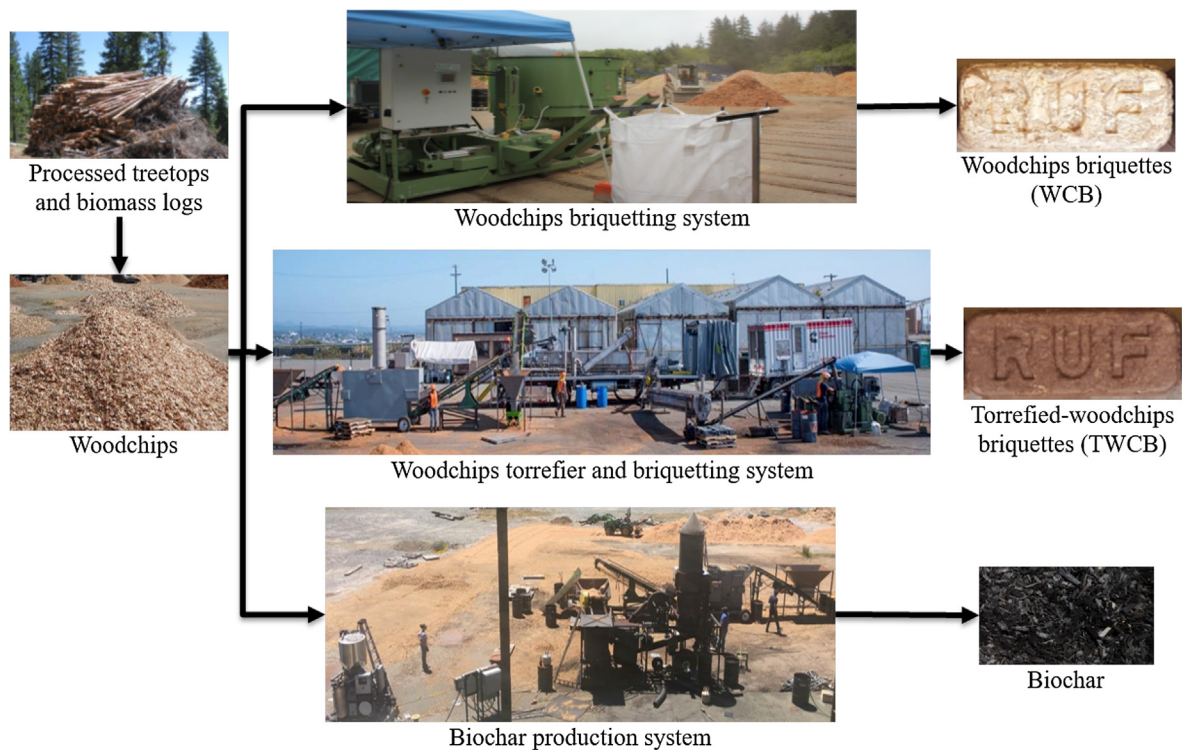 Processed treetops
and biomass logs
Woodchips
Woodchips briquetting system
RUF
Woodchips briquettes
(WCB)
Woodchips torrefier and briquetting system
RUF
Torrefied-woodchips
briquettes (TWCB)
Biochar production system
Biochar